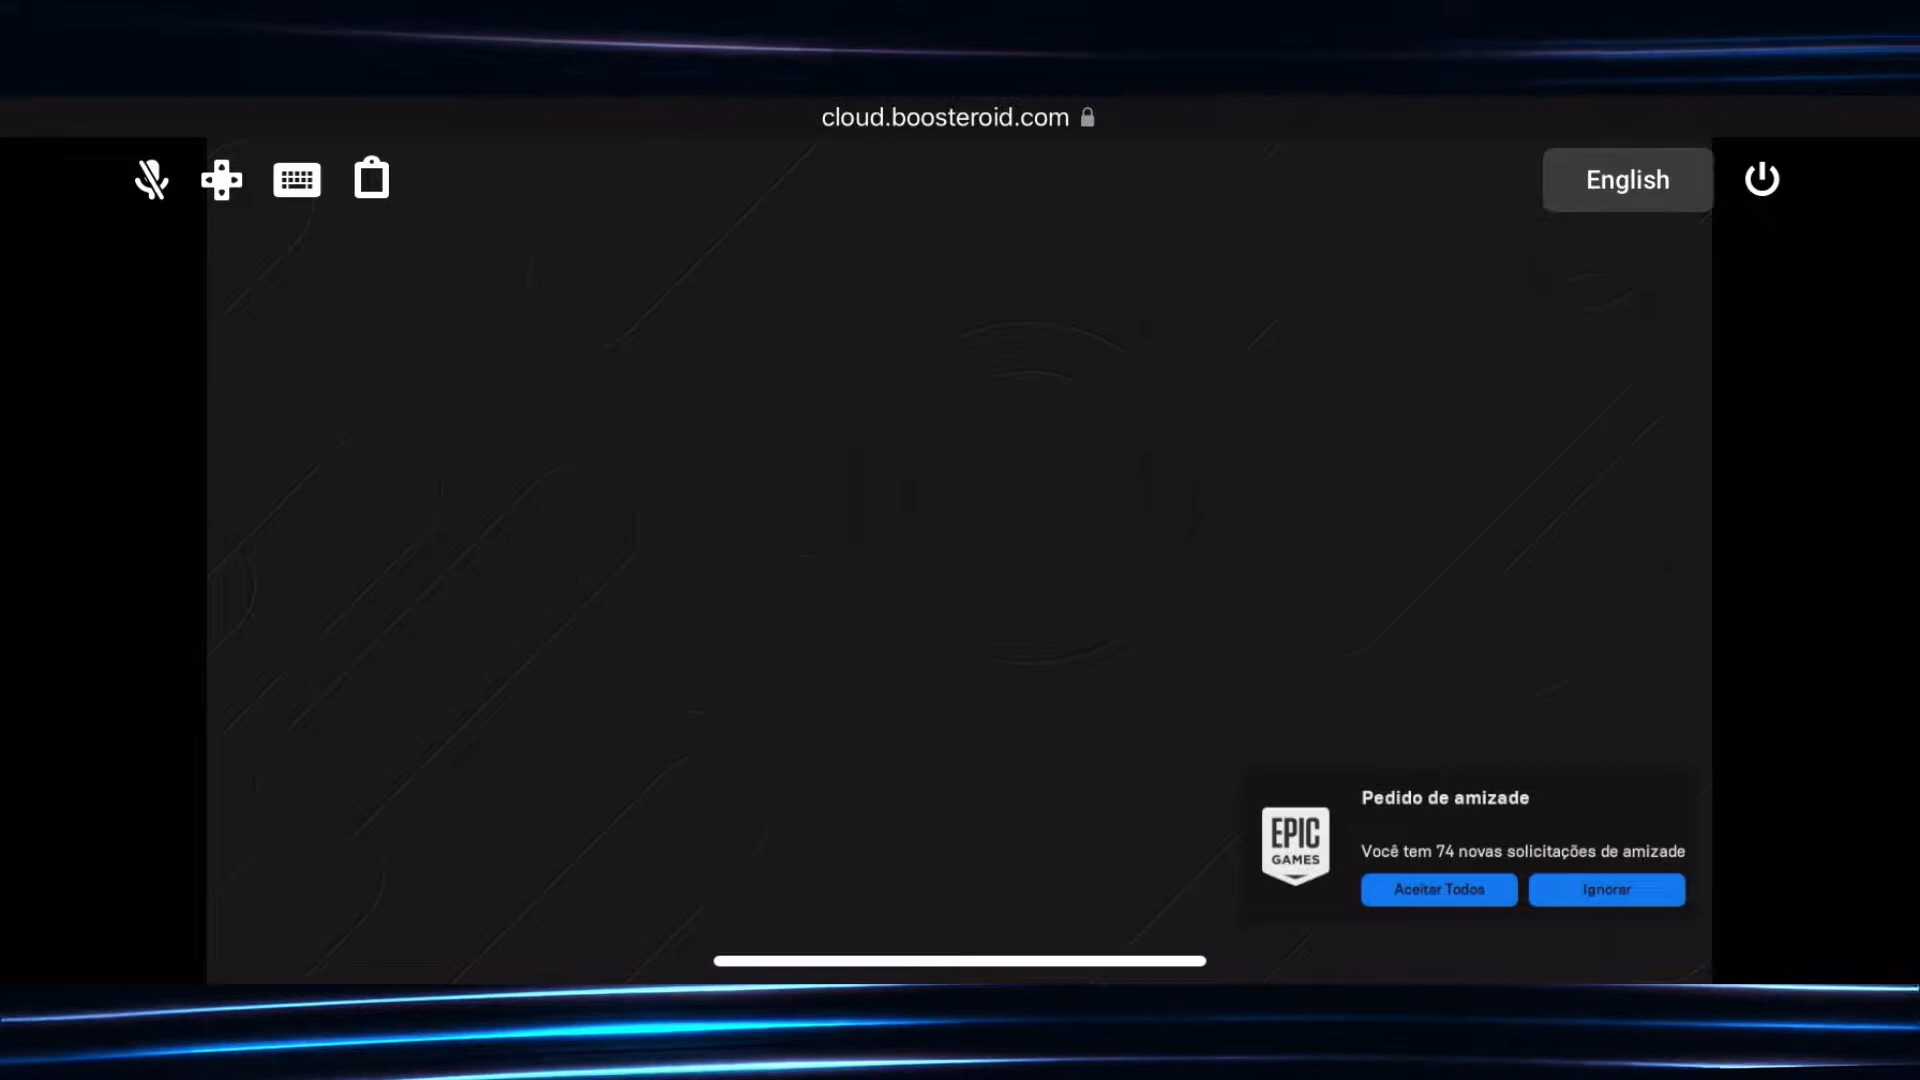 cloud.boosteroid.com
English
Pedido de amizade
EPIC
GAMES
Você tem 74 novas solicitações de amizade
Aceitar Todos
Ignorar